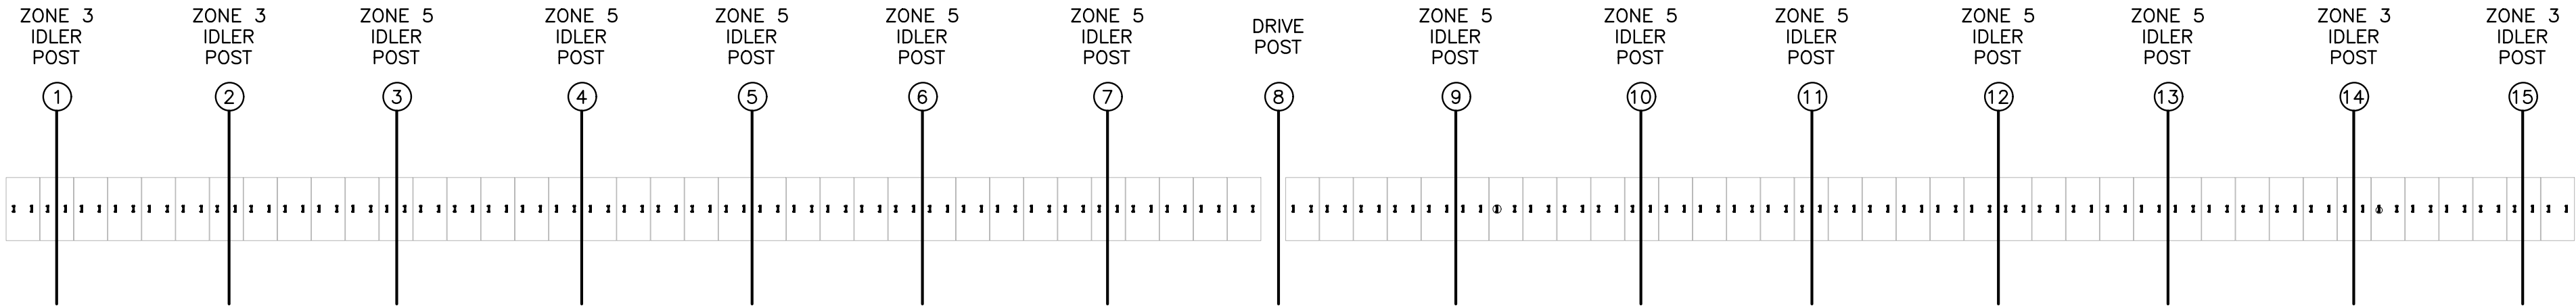 ZONE 3
IDLER
POST
1
ZONE 3
IDLER
POST
2
ZONE 5
IDLER
POST
3
ZONE 5
IDLER
POST
4
ZONE 5
IDLER
POST
5
ZONE 5
IDLER
POST
6
ZONE 5
IDLER
POST
7
DRIVE
POST
8
ZONE 5
IDLER
POST
9
ZONE 5
IDLER
POST
10
ZONE 5
IDLER
POST
11
ZONE 5
IDLER
POST
12
ZONE 5
IDLER
POST
13
ZONE 3
IDLER
POST
14
ZONE 3
IDLER
POST
15